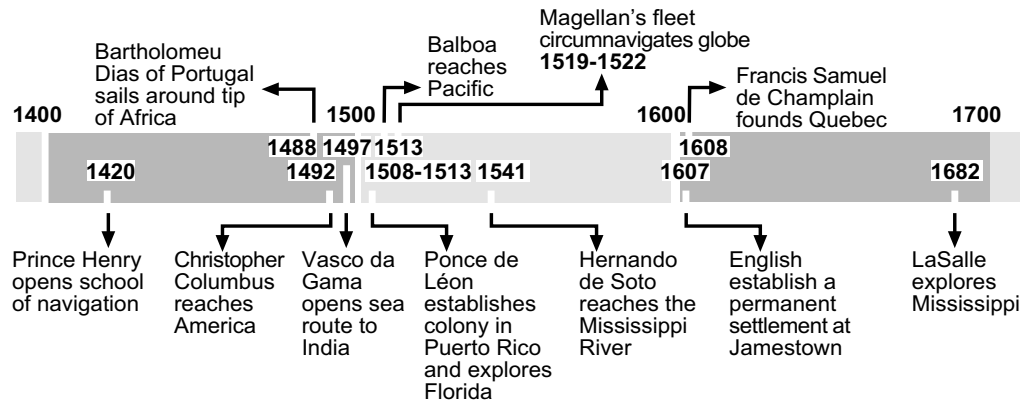 Magellan's fleet
circumnavigates globe
1519-1522
Bartholomeu
Dias of Portugal
sails around tip
of Africa
Balboa
reaches
Pacific
Francis Samuel
de Champlain
founds Quebec
1400
1500
1600
1700
1488
1497
1513
1608
1420
1492
1508-1513
1541
1607
1682
Prince Henry
opens school
of navigation
Christopher
Columbus
reaches
America
Vasco da
Gama
opens sea
route to
India
Ponce de
Léon
establishes
colony in
Puerto Rico
and explores
Florida
Hernando
de Soto
reaches the
Mississippi
River
English
establish a
permanent
settlement at
Jamestown
LaSalle
explores
Mississippi